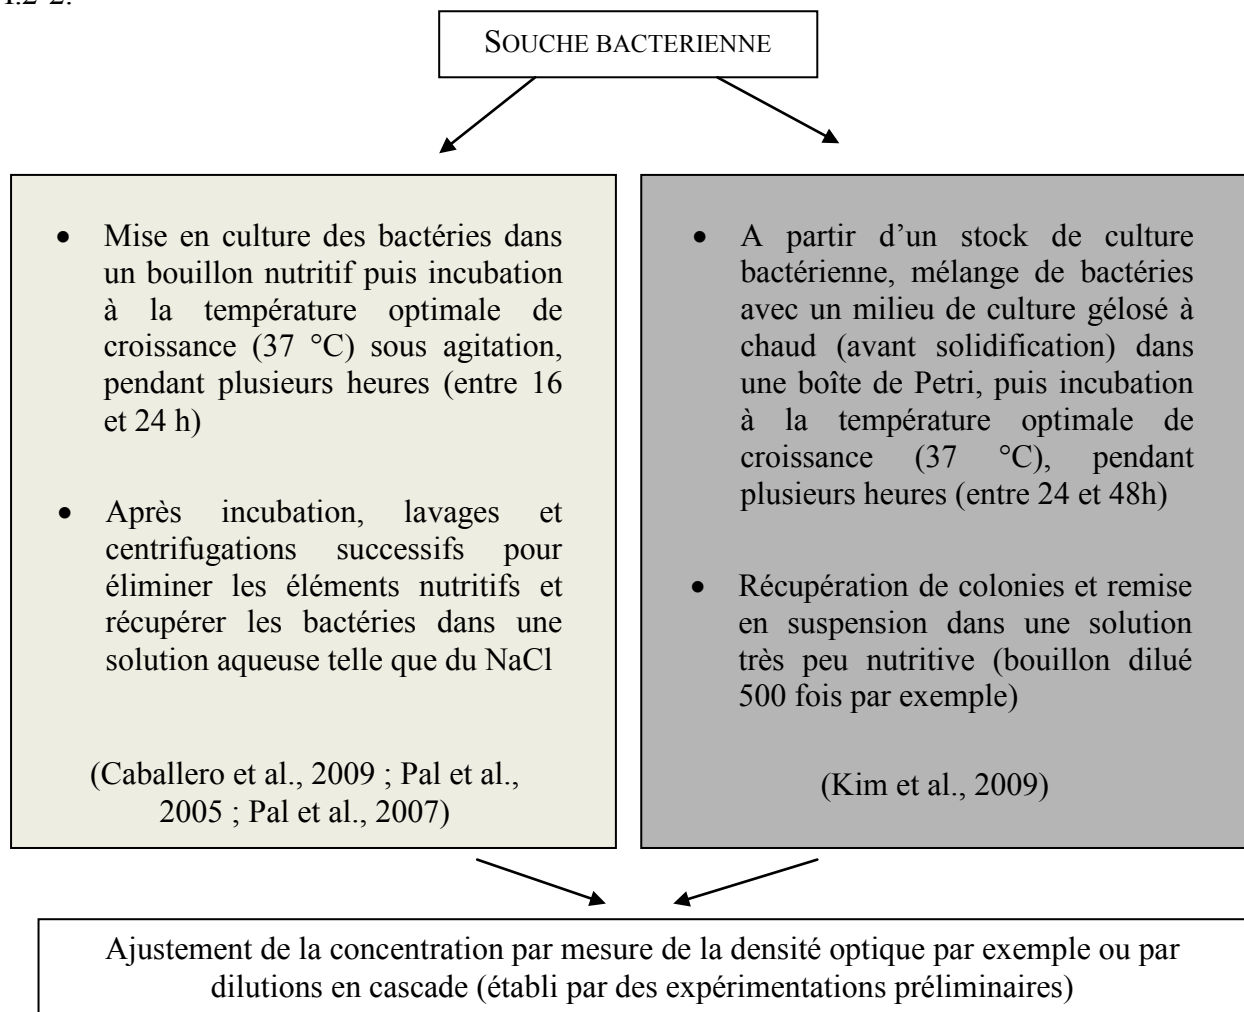 SOUCHE BACTERIENNE
• Mise en culture des bactéries dans
un bouillon nutritif puis incubation
à la température optimale de
croissance (37 °C) sous agitation,
pendant plusieurs heures (entre 16
et 24 h)
• Après incubation, lavages et
centrifugations successifs pour
éliminer les éléments nutritifs et
récupérer les bactéries dans une
solution aqueuse telle que du NaCl
(Caballero et al., 2009 ; Pal et al.,
2005 ; Pal et al., 2007)
• A partir d’un stock de culture
bactérienne, mélange de bactéries
avec un milieu de culture gélosé à
chaud (avant solidification) dans
une boîte de Petri, puis incubation
à la température optimale de
croissance (37 °C), pendant
plusieurs heures (entre 24 et 48h)
• Récupération de colonies et remise
en suspension dans une solution
très peu nutritive (bouillon dilué
500 fois par exemple)
(Kim et al., 2009)
Ajustement de la concentration par mesure de la densité optique par exemple ou par
dilutions en cascade (établi par des expérimentations préliminaires)